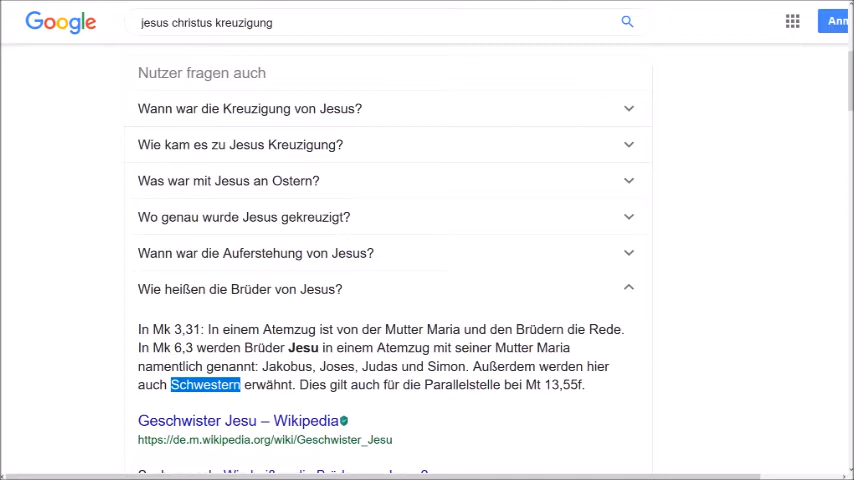 Google
jesus christus kreuzigung
Anm
Nutzer fragen auch
Wann war die Kreuzigung von Jesus?
Wie kam es zu Jesus Kreuzigung?
Was war mit Jesus an Ostern?
Wo genau wurde Jesus gekreuzigt?
Wann war die Auferstehung von Jesus?
Wie heißen die Brüder von Jesus?
In Mk 3,31: In einem Atemzug ist von der Mutter Maria und den Brüdern die Rede.
In Mk 6,3 werden Brüder Jesu in einem Atemzug mit seiner Mutter Maria
namentlich genannt: Jakobus, Joses, Judas und Simon. Außerdem werden hier
auch Schwestern erwähnt. Dies gilt auch für die Parallelstelle bei Mt 13,55f.
Geschwister Jesu – Wikipedia
https://de.m.wikipedia.org/wiki/Geschwister_Jesu